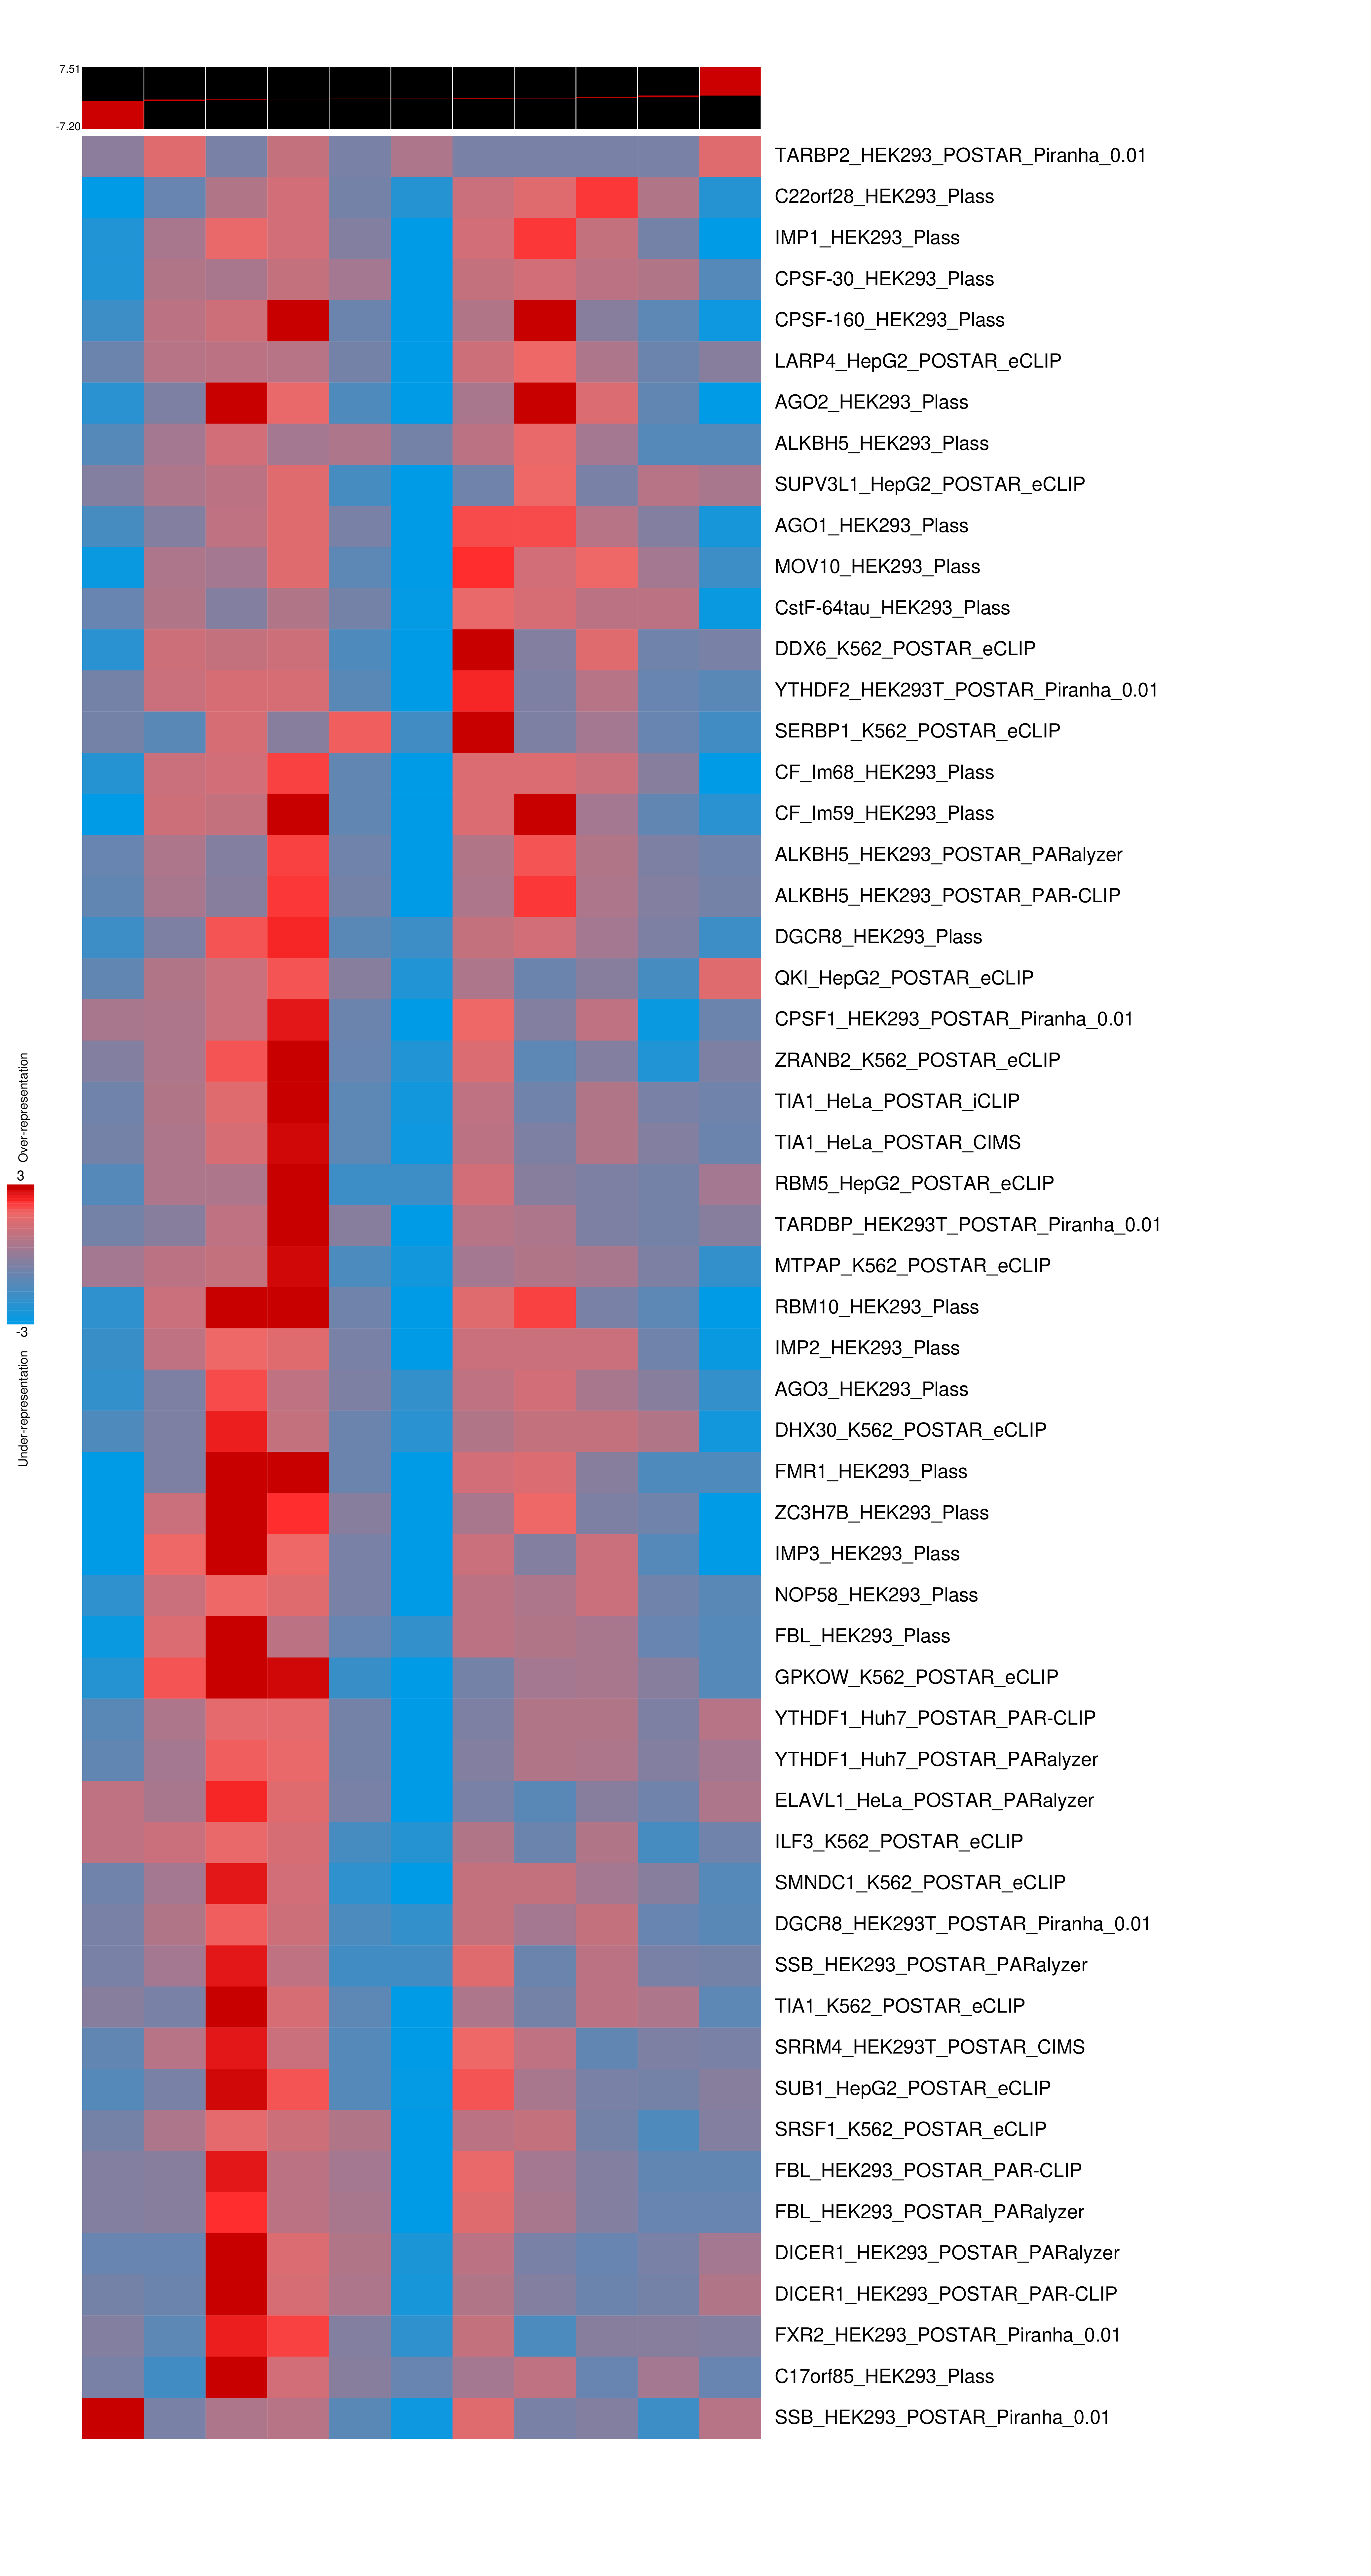 7.51
-7.20
TARBP2_HEK293_POSTAR_Piranha_0.01
C22orf28_HEK293_Plass
IMP1_HEK293_Plass
CPSF-30_HEK293_Plass
CPSF-160_HEK293_Plass
LARP4_HepG2_POSTAR_eCLIP
AGO2_HEK293_Plass
ALKBH5_HEK293_Plass
SUPV3L1_HepG2_POSTAR_eCLIP
AGO1_HEK293_Plass
MOV10_HEK293_Plass
CstF-64tau_HEK293_Plass
DDX6_K562_POSTAR_eCLIP
YTHDF2_HEK293T_POSTAR_Piranha_0.01
SERBP1_K562_POSTAR_eCLIP
CF_Im68_HEK293_Plass
CF_Im59_HEK293_Plass
ALKBH5_HEK293_POSTAR_PARalyzer
ALKBH5_HEK293_POSTAR_PAR-CLIP
DGCR8_HEK293_Plass
QKI_HepG2_POSTAR_eCLIP
CPSF1_HEK293_POSTAR_Piranha_0.01
ZRANB2_K562_POSTAR_eCLIP
TIA1_HeLa_POSTAR_iCLIP
TIA1_HeLa_POSTAR_CIMS
RBM5_HepG2_POSTAR_eCLIP
TARDBP_HEK293T_POSTAR_Piranha_0.01
MTPAP_K562_POSTAR_eCLIP
RBM10_HEK293_Plass
IMP2_HEK293_Plass
AGO3_HEK293_Plass
DHX30_K562_POSTAR_eCLIP
FMR1_HEK293_Plass
ZC3H7B_HEK293_Plass
IMP3_HEK293_Plass
NOP58_HEK293_Plass
FBL_HEK293_Plass
GPKOW_K562_POSTAR_eCLIP
YTHDF1_Huh7_POSTAR_PAR-CLIP
YTHDF1_Huh7_POSTAR_PARalyzer
ELAVL1_HeLa_POSTAR_PARalyzer
ILF3_K562_POSTAR_eCLIP
SMNDC1_K562_POSTAR_eCLIP
DGCR8_HEK293T_POSTAR_Piranha_0.01
SSB_HEK293_POSTAR_PARalyzer
TIA1_K562_POSTAR_eCLIP
SRRM4_HEK293T_POSTAR_CIMS
SUB1_HepG2_POSTAR_eCLIP
SRSF1_K562_POSTAR_eCLIP
FBL_HEK293_POSTAR_PAR-CLIP
FBL_HEK293_POSTAR_PARalyzer
DICER1_HEK293_POSTAR_PARalyzer
DICER1_HEK293_POSTAR_PAR-CLIP
FXR2_HEK293_POSTAR_Piranha_0.01
C17orf85_HEK293_Plass
SSB_HEK293_POSTAR_Piranha_0.01
Over-representation
3
-3
Under-representation